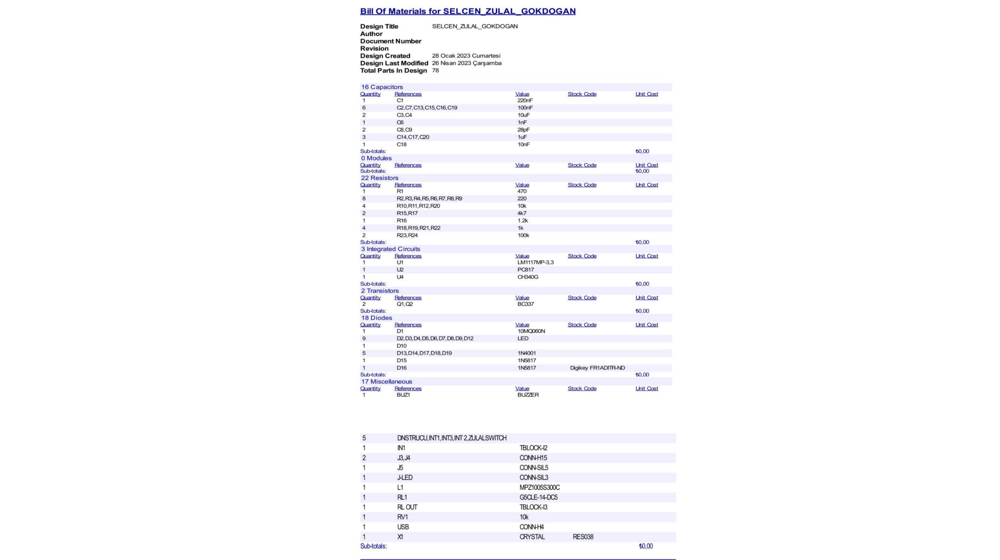 Bill Of Materials for SELCEN_ZULAL_GOKDOGAN
Design Title SELCEN_ZULAL_GOKDOGAN
Author
Document Number
Revision
Design Created 28 Ocak 2023 Cumartesi
Design Last Modified 26 Nisan 2023 Çarşamba
Total Parts In Design 78
16 Capacitors
Quantity References Value Stock Code Unit Cost
1 C1 220nF
6 C2,C7,C13,C15,C16,C19 100nF
2 C3,C4 10uF
1 C6 1nF
2 C8,C9 28pF
3 C14,C17,C20 1uF
1 C18 10nF
Sub-totals: ₺0,00
0 Modules
Quantity References Value Stock Code Unit Cost
Sub-totals: ₺0,00
22 Resistors
Quantity References Value Stock Code Unit Cost
1 R1 470
8 R2,R3,R4,R5,R6,R7,R8,R9 220
4 R10,R11,R12,R20 10k
2 R15,R17 4k7
1 R16 1.2k
4 R18,R19,R21,R22 1k
2 R23,R24 100k
Sub-totals: ₺0,00
3 Integrated Circuits
Quantity References Value Stock Code Unit Cost
1 U1 LM1117MP-3,3
1 U2 PC817
1 U4 CH340G
Sub-totals: ₺0,00
2 Transistors
Quantity References Value Stock Code Unit Cost
2 Q1,Q2 BC337
Sub-totals: ₺0,00
18 Diodes
Quantity References Value Stock Code Unit Cost
1 D1 10MQ060N
9 D2,D3,D4,D5,D6,D7,D8,D9,D12 LED
1 D10
5 D13,D14,D17,D18,D19 1N4001
1 D15 1N5817
1 D16 1N5817 Digikey FR1ADITR-ND
Sub-totals: ₺0,00
17 Miscellaneous
Quantity References Value Stock Code Unit Cost
1 BUZ1 BUZZER
5 DNSTRUCU,INT1,INT3,INT 2,ZULALSWITCH
1 IN1 TBLOCK-I2
2 J3,J4 CONN-H15
1 J5 CONN-SIL5
1 J-LED CONN-SIL3
1 L1 MPZ1005S300C
1 RL1 G5CLE-14-DC5
1 RL OUT TBLOCK-I3
1 RV1 10k
1 USB CONN-H4
1 X1 CRYSTAL RES038
Sub-totals: ₺0,00